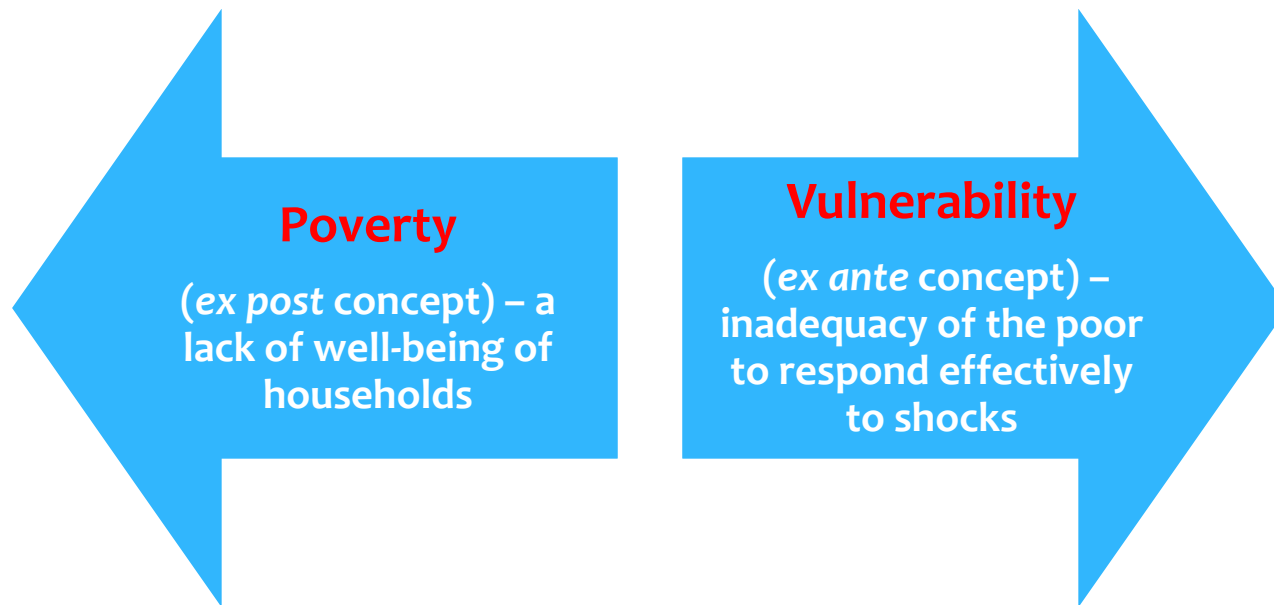 Poverty
(ex post concept) – a
lack of well-being of
households
Vulnerability
(ex ante concept) –
inadequacy of the poor
to respond effectively
to shocks